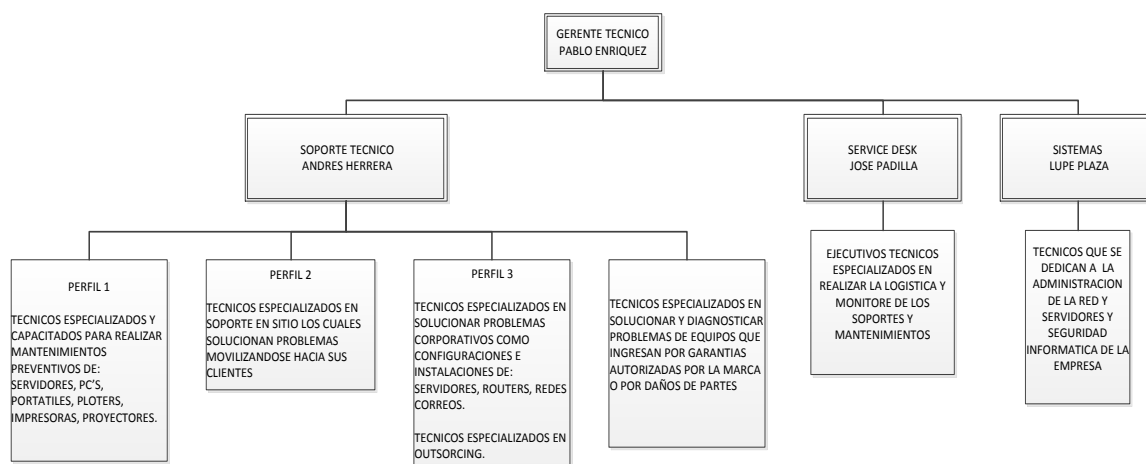 GERENTE TECNICO
PABLO ENRIQUEZ
SOPORTE TECNICO
ANDRES HERRERA
SERVICE DESK
JOSE PADILLA
SISTEMAS
LUPE PLAZA
PERFIL 1
TECNICOS ESPECIALIZADOS Y
CAPACITADOS PARA REALIZAR
MANTENIMIENTOS
PREVENTIVOS DE:
SERVIDORES, PC'S,
PORTATILES, PLOTERS,
IMPRESORAS, PROYECTORES.
PERFIL 2
TECNICOS ESPECIALIZADOS EN
SOPORTE EN SITIO LOS CUALES
SOLUCIONAN PROBLEMAS
MOVILIZANDOSE HACIA SUS
CLIENTES
PERFIL 3
TECNICOS ESPECIALIZADOS EN
SOLUCIONAR PROBLEMAS
CORPORATIVOS COMO
CONFIGURACIONES E
INSTALACIONES DE:
SERVIDORES, ROUTERS, REDES
CORREOS.
TECNICOS ESPECIALIZADOS EN
OUTSORCING.
TECNICOS ESPECIALIZADOS EN
SOLUCIONAR Y DIAGNOSTICAR
PROBLEMAS DE EQUIPOS QUE
INGRESAN POR GARANTIAS
AUTORIZADAS POR LA MARCA
O POR DAÑOS DE PARTES
EJECUTIVOS TECNICOS
ESPECIALIZADOS EN
REALIZAR LA LOGISTICA Y
MONITORE DE LOS
SOPORTES Y
MANTENIMIENTOS
TECNICOS QUE SE
DEDICAN A LA
ADMINISTRACION
DE LA RED Y
SERVIDORES Y
SEGURIDAD
INFORMATICA DE LA
EMPRESA